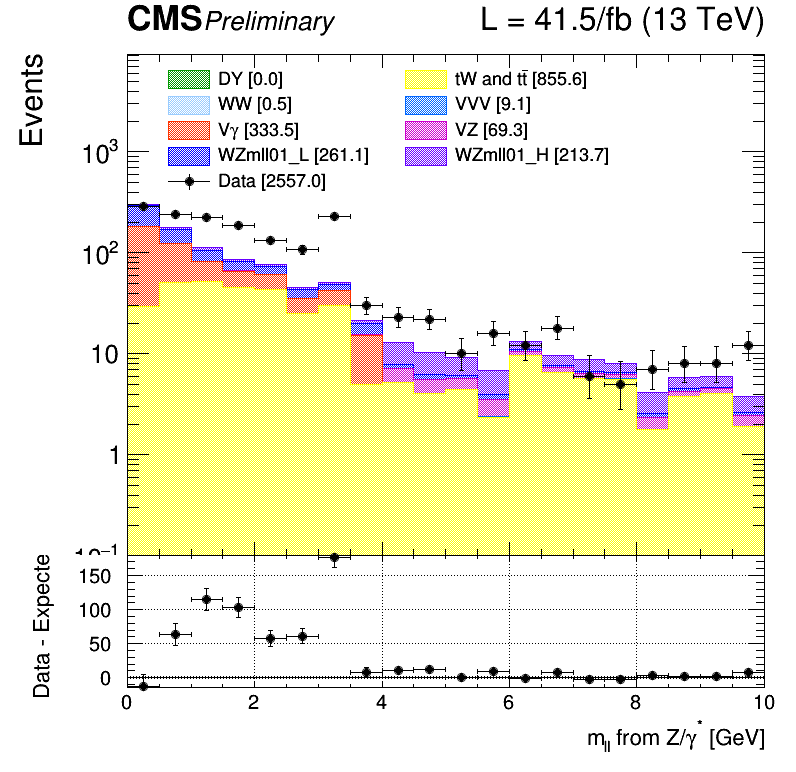 CMS Preliminary L = 41.5/fb (13 TeV)
Events
DY [0.0] tW and tt̄ [855.6]
WW [0.5] VVV [9.1]
Vγ [333.5] VZ [69.3]
WZmll01_L [261.1] WZmll01_H [213.7]
Data [2557.0]
10³
10²
10
1
Data - Expecte
150
100
50
0
0 2 4 6 8 10
m_ll from Z/γ* [GeV]